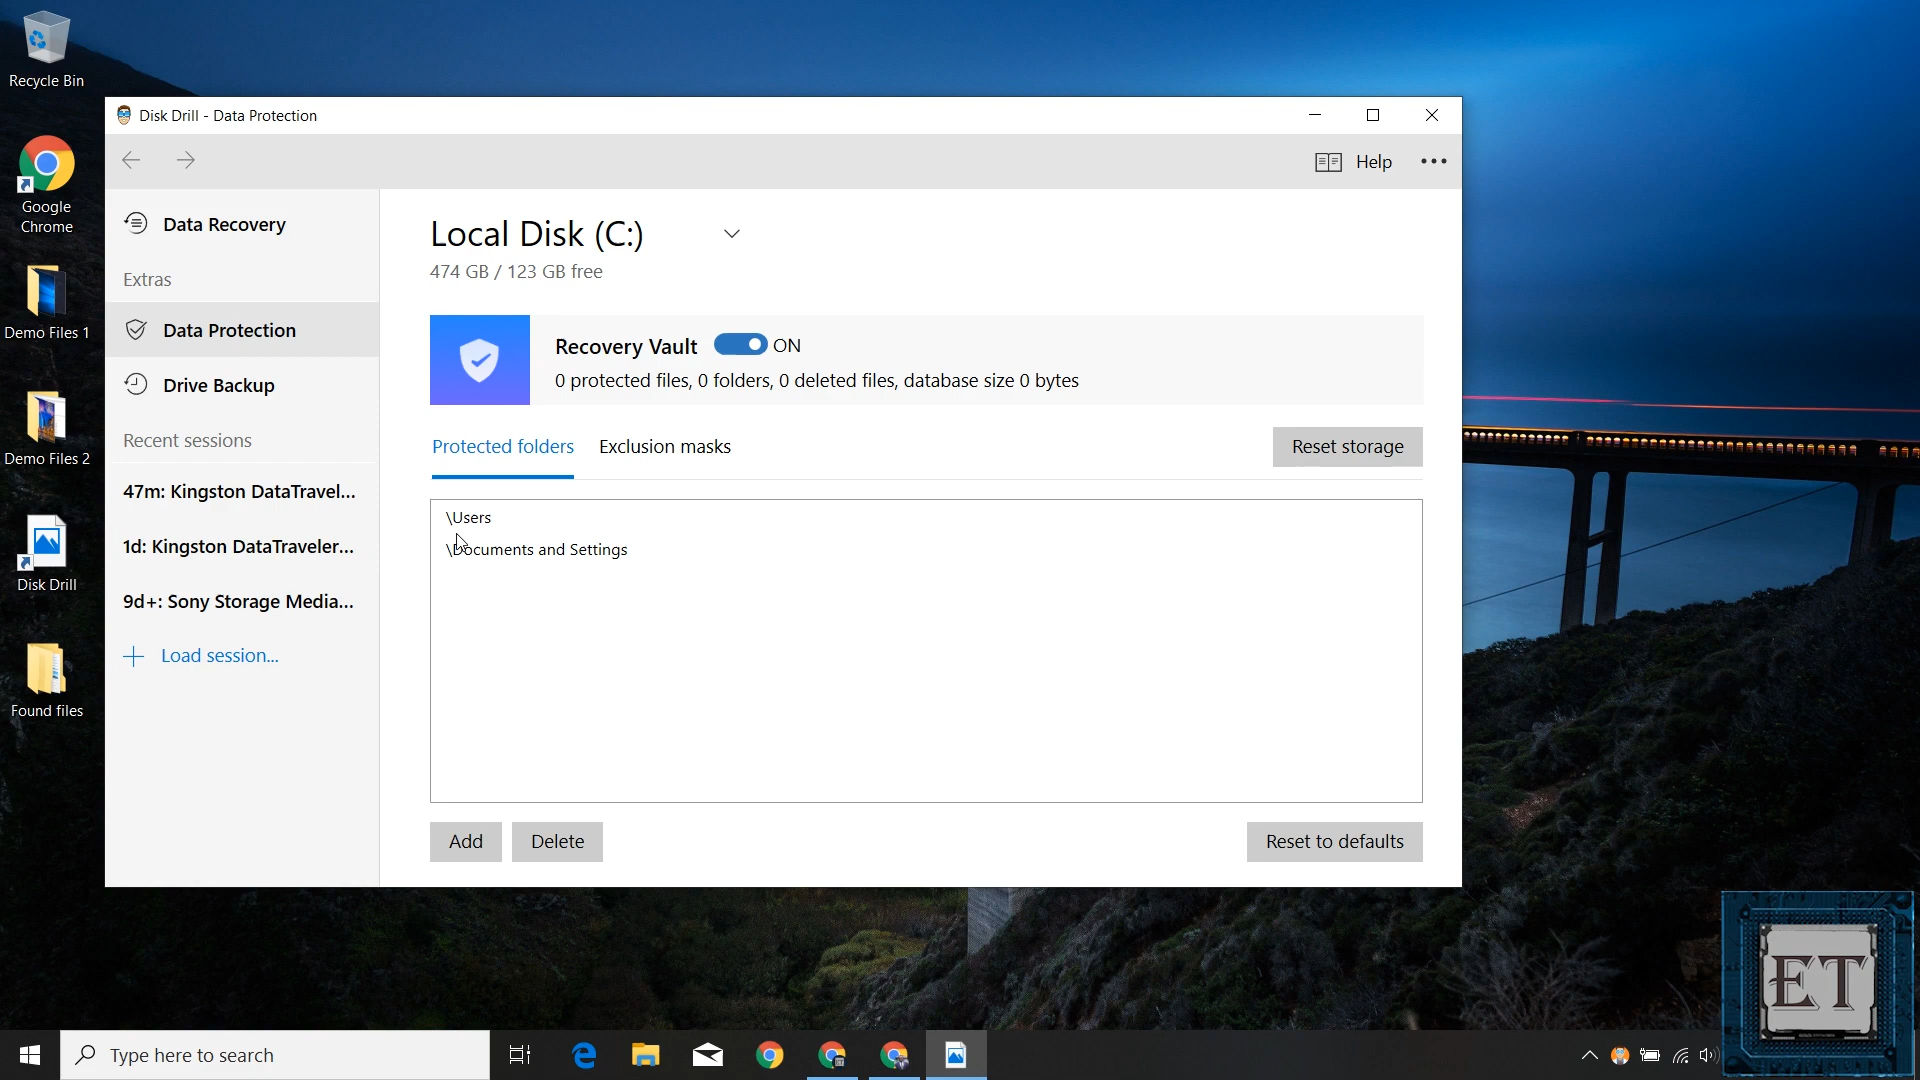 Recycle Bin
Google
Chrome
Demo Files 1
Demo Files 2
Disk Drill
Found files
Disk Drill - Data Protection
Help
Data Recovery
Extras
Data Protection
Drive Backup
Recent sessions
47m: Kingston DataTravel...
1d: Kingston DataTraveler...
9d+: Sony Storage Media...
Load session...
Local Disk (C:)
474 GB / 123 GB free
Recovery Vault ON
0 protected files, 0 folders, 0 deleted files, database size 0 bytes
Protected folders Exclusion masks Reset storage
\Users
\Documents and Settings
Add Delete Reset to defaults
Type here to search
ET